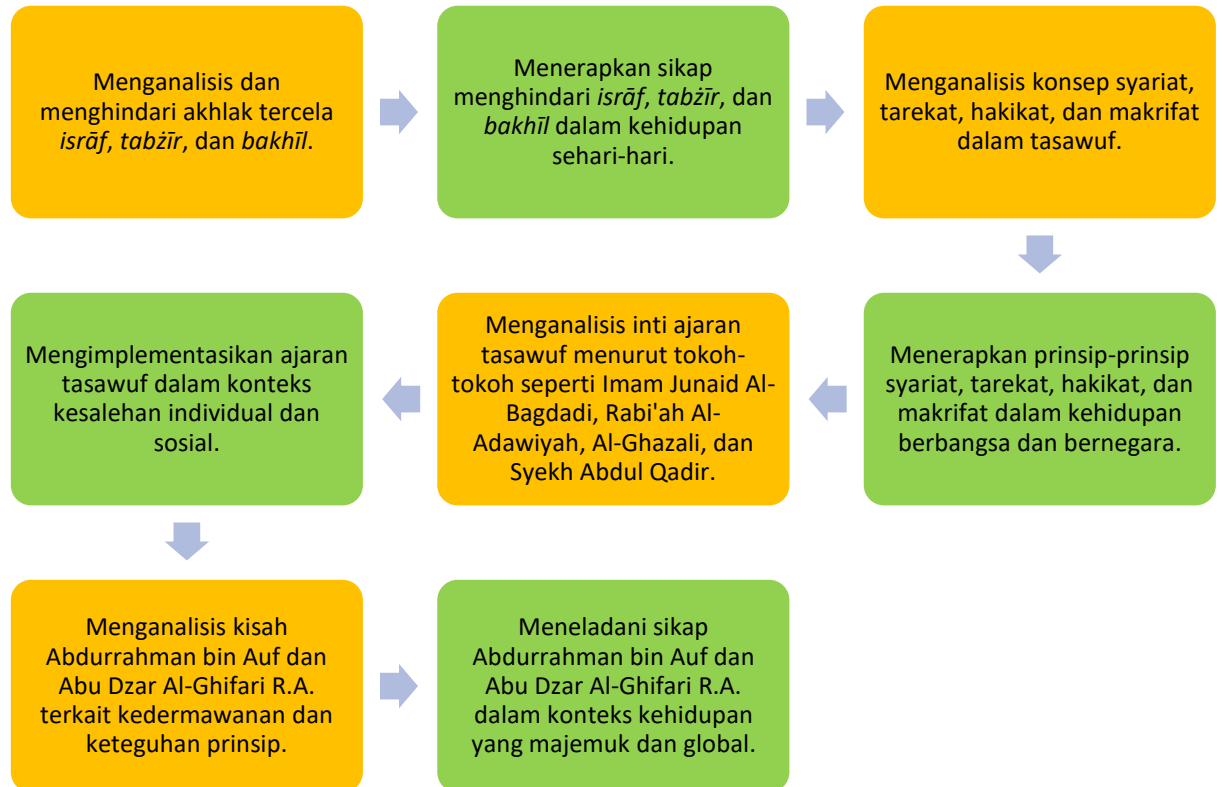 Menganalisis dan
menghindari akhlak tercela
isrāf, tabżīr, dan bakhīl.
Menerapkan sikap
menghindari isrāf, tabżīr, dan
bakhīl dalam kehidupan
sehari-hari.
Menganalisis konsep syariat,
tarekat, hakikat, dan makrifat
dalam tasawuf.
Menerapkan prinsip-prinsip
syariat, tarekat, hakikat, dan
makrifat dalam kehidupan
berbangsa dan bernegara.
Menganalisis inti ajaran
tasawuf menurut tokoh-
tokoh seperti Imam Junaid Al-
Bagdadi, Rabi'ah Al-
Adawiyah, Al-Ghazali, dan
Syekh Abdul Qadir.
Mengimplementasikan ajaran
tasawuf dalam konteks
kesalehan individual dan
sosial.
Menganalisis kisah
Abdurrahman bin Auf dan
Abu Dzar Al-Ghifari R.A.
terkait kedermawanan dan
keteguhan prinsip.
Meneladani sikap
Abdurrahman bin Auf dan
Abu Dzar Al-Ghifari R.A.
dalam konteks kehidupan
yang majemuk dan global.